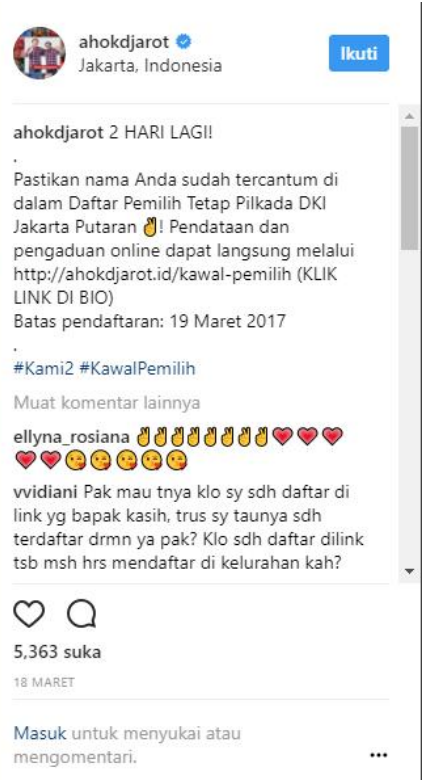 ahokdjarot
Jakarta, Indonesia
Ikuti
ahokdjarot 2 HARI LAGI!
.
Pastikan nama Anda sudah tercantum di
dalam Daftar Pemilih Tetap Pilkada DKI
Jakarta Putaran ✌! Pendataan dan
pengaduan online dapat langsung melalui
http://ahokdjarot.id/kawal-pemilih (KLIK
LINK DI BIO)
Batas pendaftaran: 19 Maret 2017
.
#Kami2 #KawalPemilih
Muat komentar lainnya
ellyna_rosiana ✌✌✌✌✌✌✌✌💗💗💗
💗💗😘😘😘😘😘
vvidiani Pak mau tnya klo sy sdh daftar di
link yg bapak kasih, trus sy taunya sdh
terdaftar drmn ya pak? Klo sdh daftar dilink
tsb msh hrs mendaftar di kelurahan kah?
5,363 suka
18 MARET
Masuk untuk menyukai atau
mengomentari.